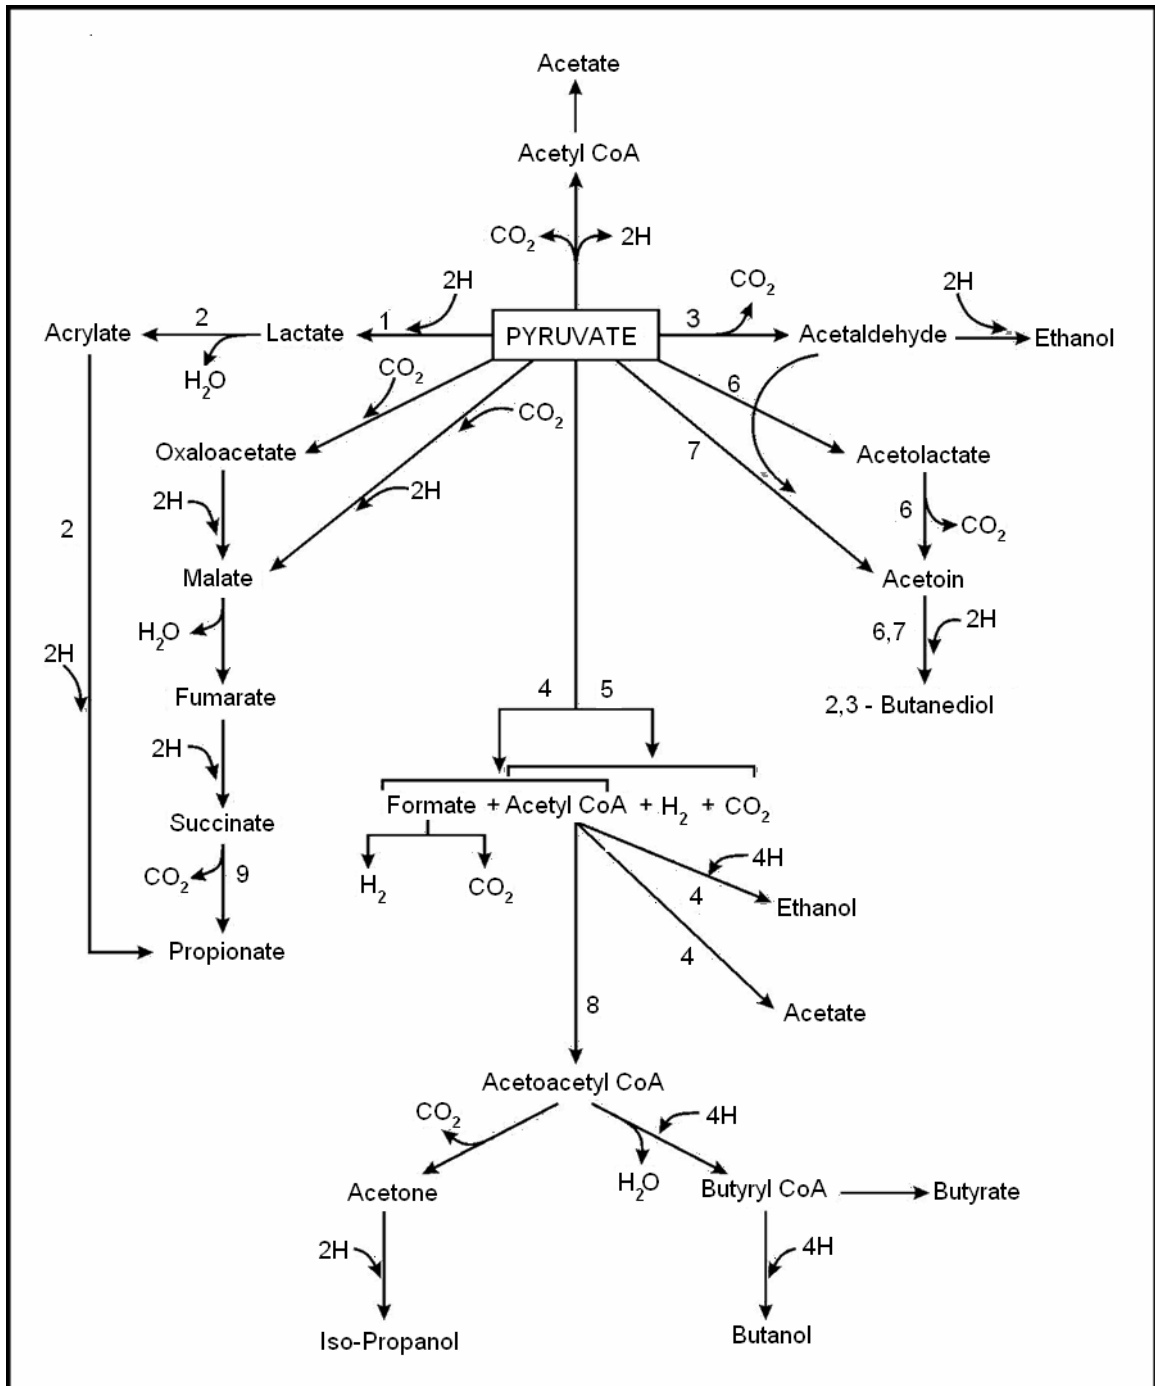 Acetate
Acetyl CoA
CO2 2H
2H CO2 2H
Acrylate 2 Lactate 1 PYRUVATE 3 Acetaldehyde Ethanol
H2O CO2 6
CO2
Oxaloacetate 7 Acetolactate
2H 2H 6 CO2
2
Malate Acetoin
H2O 6,7 2H
2H
Fumarate 4 5 2,3 - Butanediol
2H
Succinate Formate + Acetyl CoA + H2 + CO2
CO2 9 H2 CO2 4H
4 Ethanol
Propionate 4
8 Acetate
Acetoacetyl CoA
CO2 4H
Acetone H2O Butyryl CoA Butyrate
2H 4H
Iso-Propanol Butanol